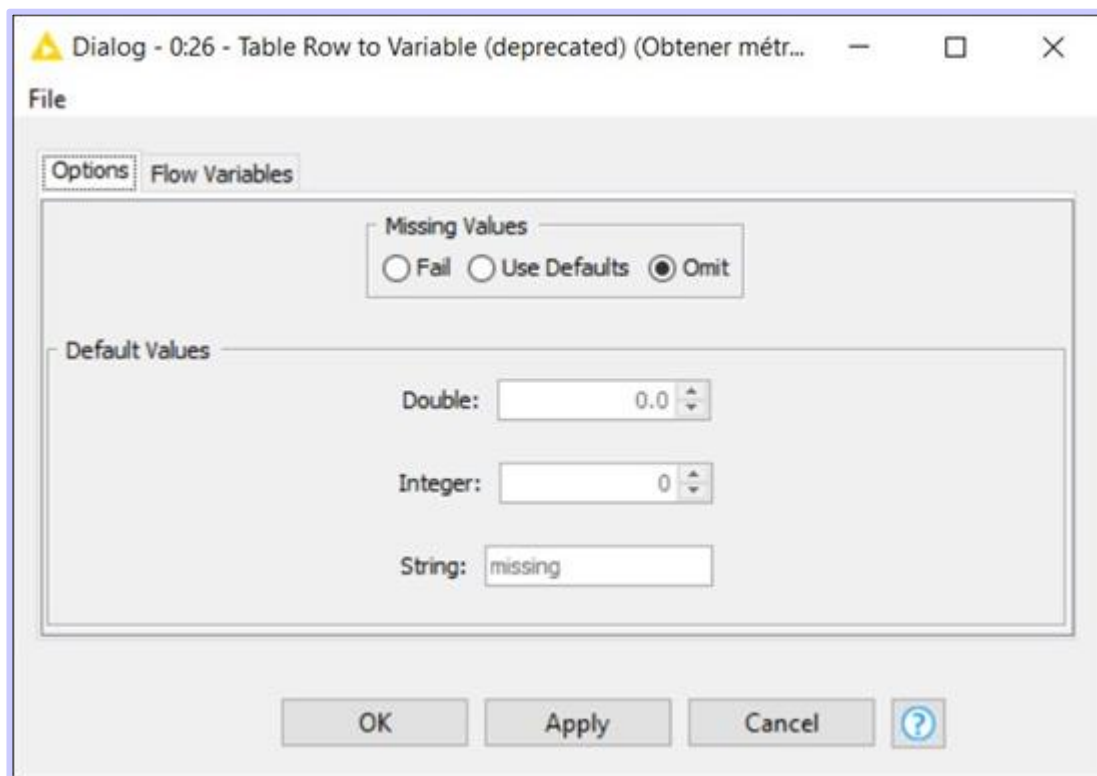 Dialog - 0:26 - Table Row to Variable (deprecated) (Obtener métr...
File
Options Flow Variables
Missing Values
Fail Use Defaults Omit
Default Values
Double: 0.0
Integer: 0
String: missing
OK Apply Cancel ?